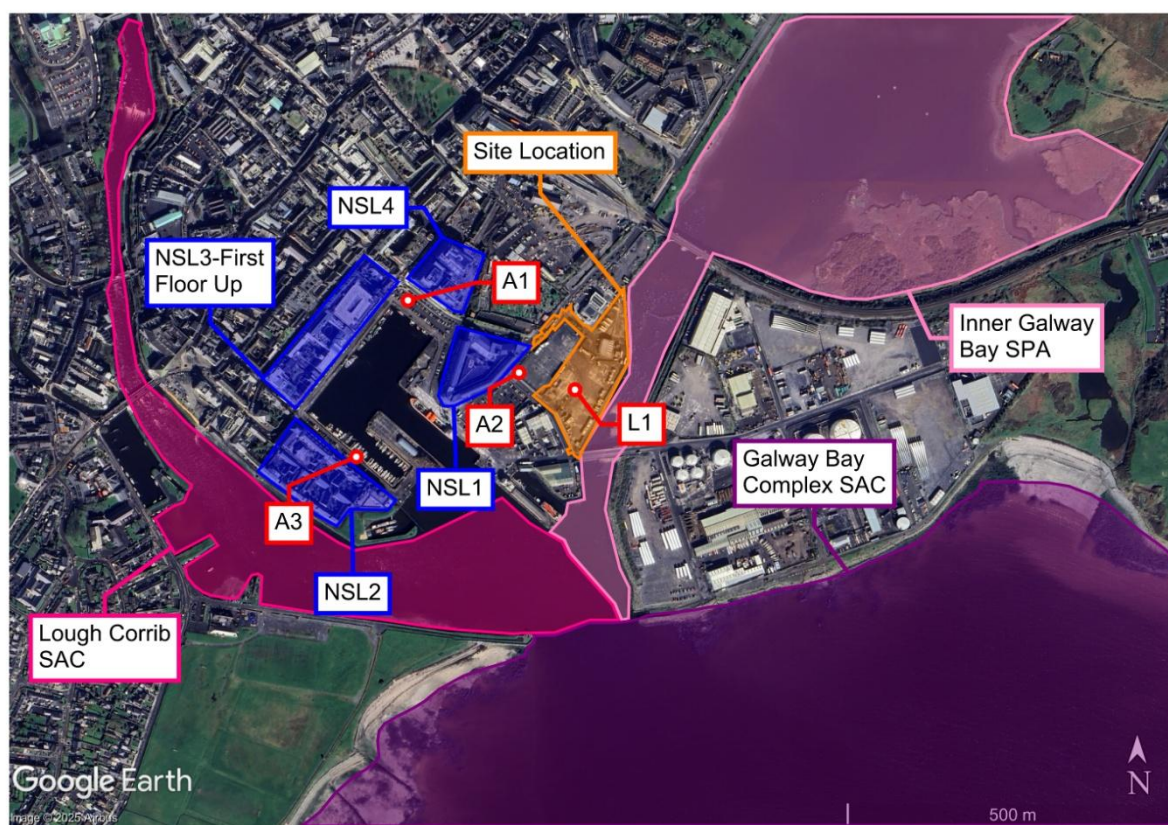 Site Location
NSL4
NSL3-First
Floor Up
A1
Inner Galway
Bay SPA
A2
L1
Galway Bay
Complex SAC
NSL1
A3
NSL2
Lough Corrib
SAC
Google Earth
Image © 2025 Airbus
500 m
N